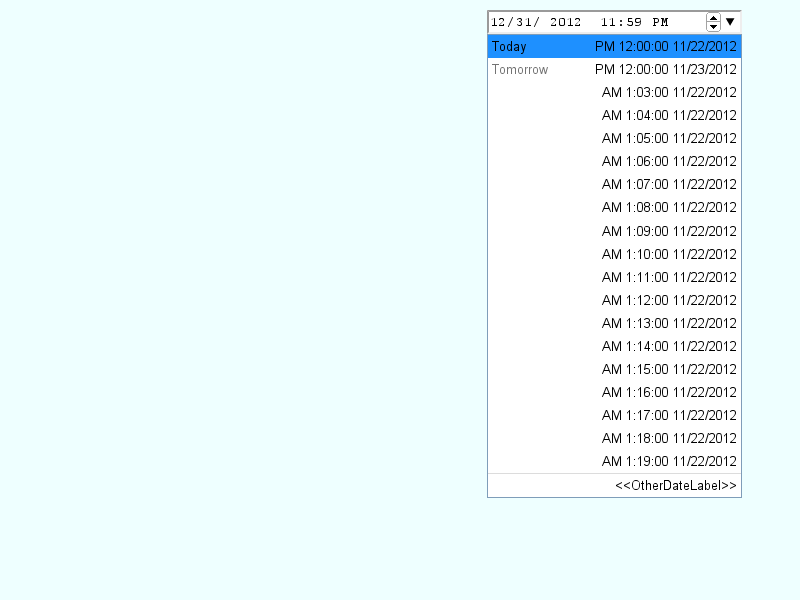 12/31/ 2012 11:59 PM
Today PM 12:00:00 11/22/2012
Tomorrow PM 12:00:00 11/23/2012
AM 1:03:00 11/22/2012
AM 1:04:00 11/22/2012
AM 1:05:00 11/22/2012
AM 1:06:00 11/22/2012
AM 1:07:00 11/22/2012
AM 1:08:00 11/22/2012
AM 1:09:00 11/22/2012
AM 1:10:00 11/22/2012
AM 1:11:00 11/22/2012
AM 1:12:00 11/22/2012
AM 1:13:00 11/22/2012
AM 1:14:00 11/22/2012
AM 1:15:00 11/22/2012
AM 1:16:00 11/22/2012
AM 1:17:00 11/22/2012
AM 1:18:00 11/22/2012
AM 1:19:00 11/22/2012
<<OtherDateLabel>>